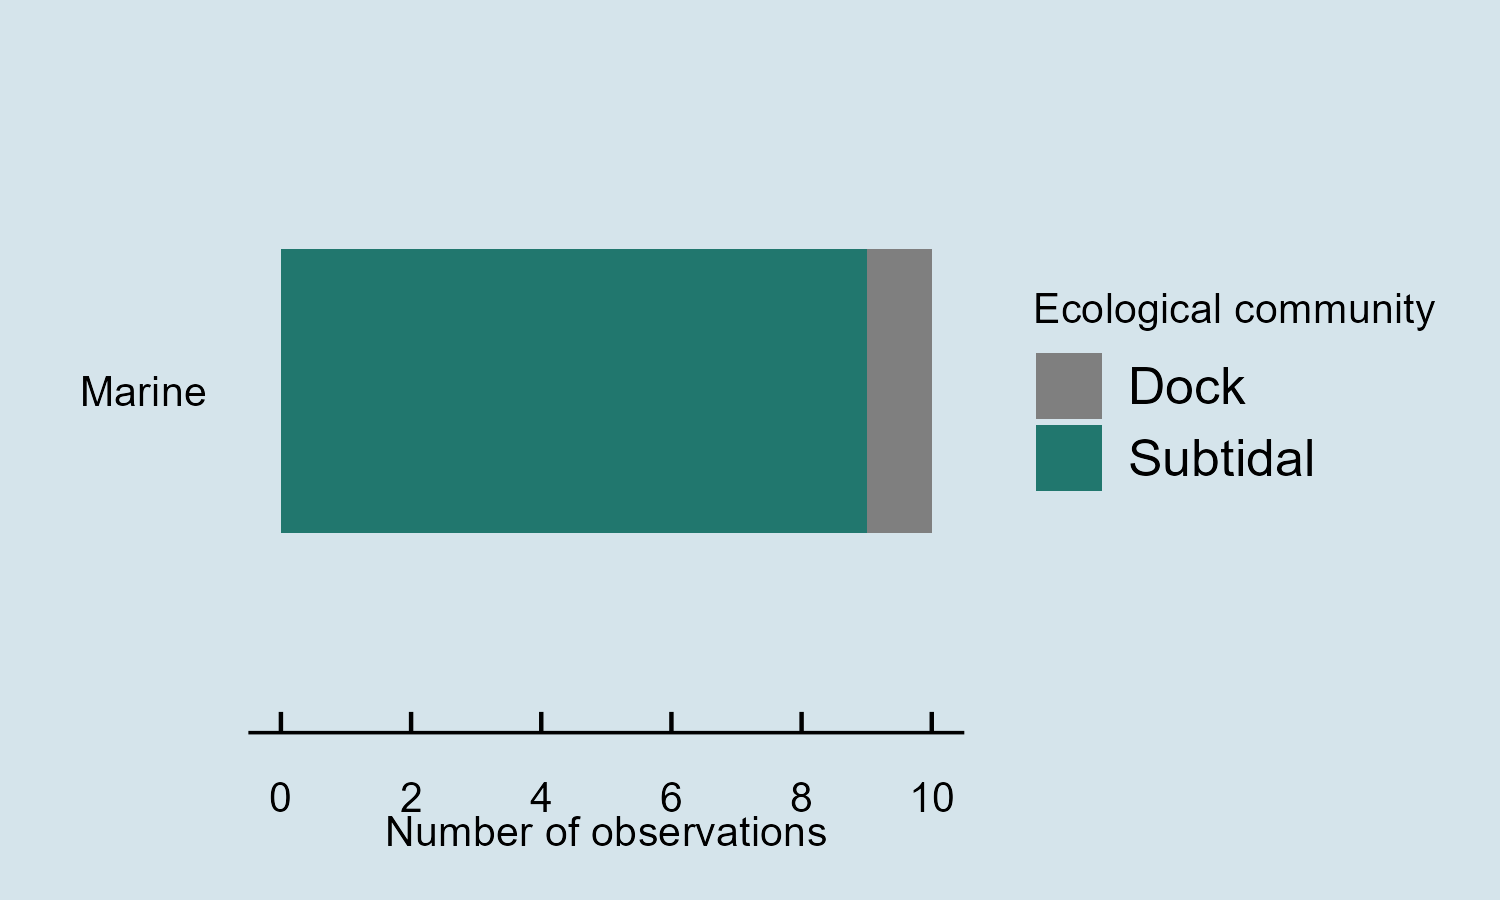 Marine
Ecological community
Dock
Subtidal
0 2 4 6 8 10
Number of observations